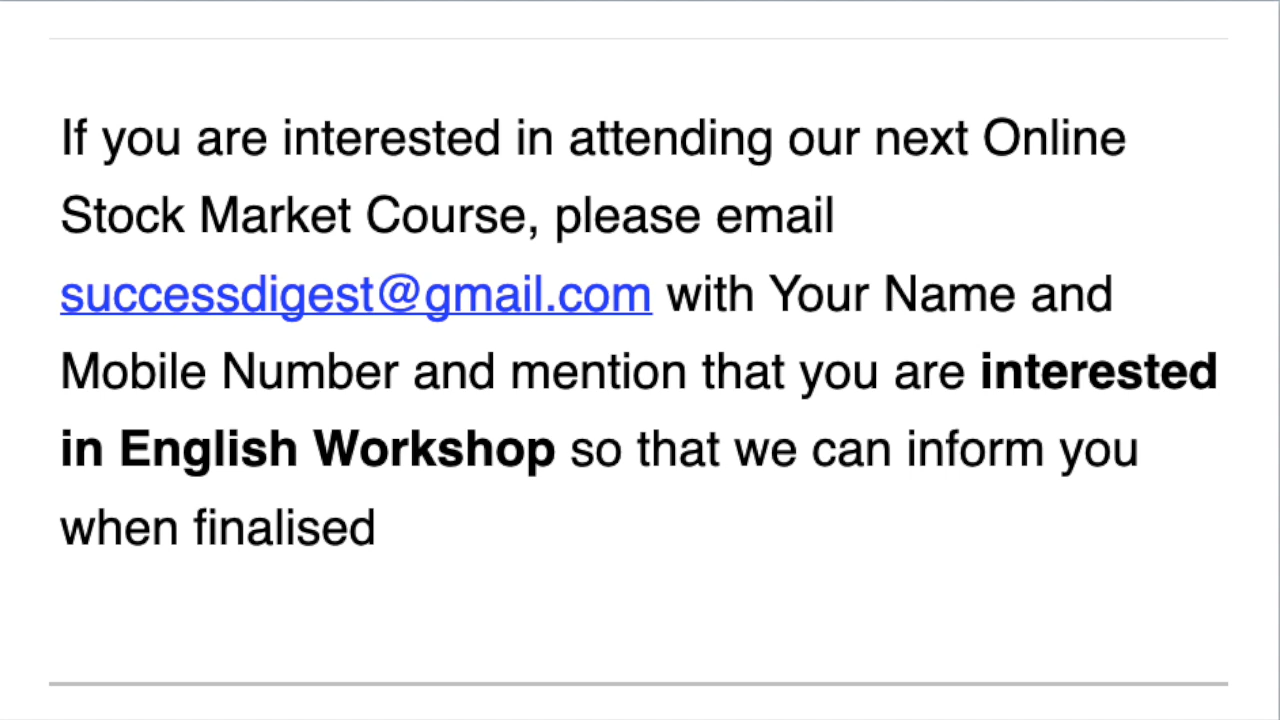 If you are interested in attending our next Online
Stock Market Course, please email
successdigest@gmail.com with Your Name and
Mobile Number and mention that you are interested
in English Workshop so that we can inform you
when finalised